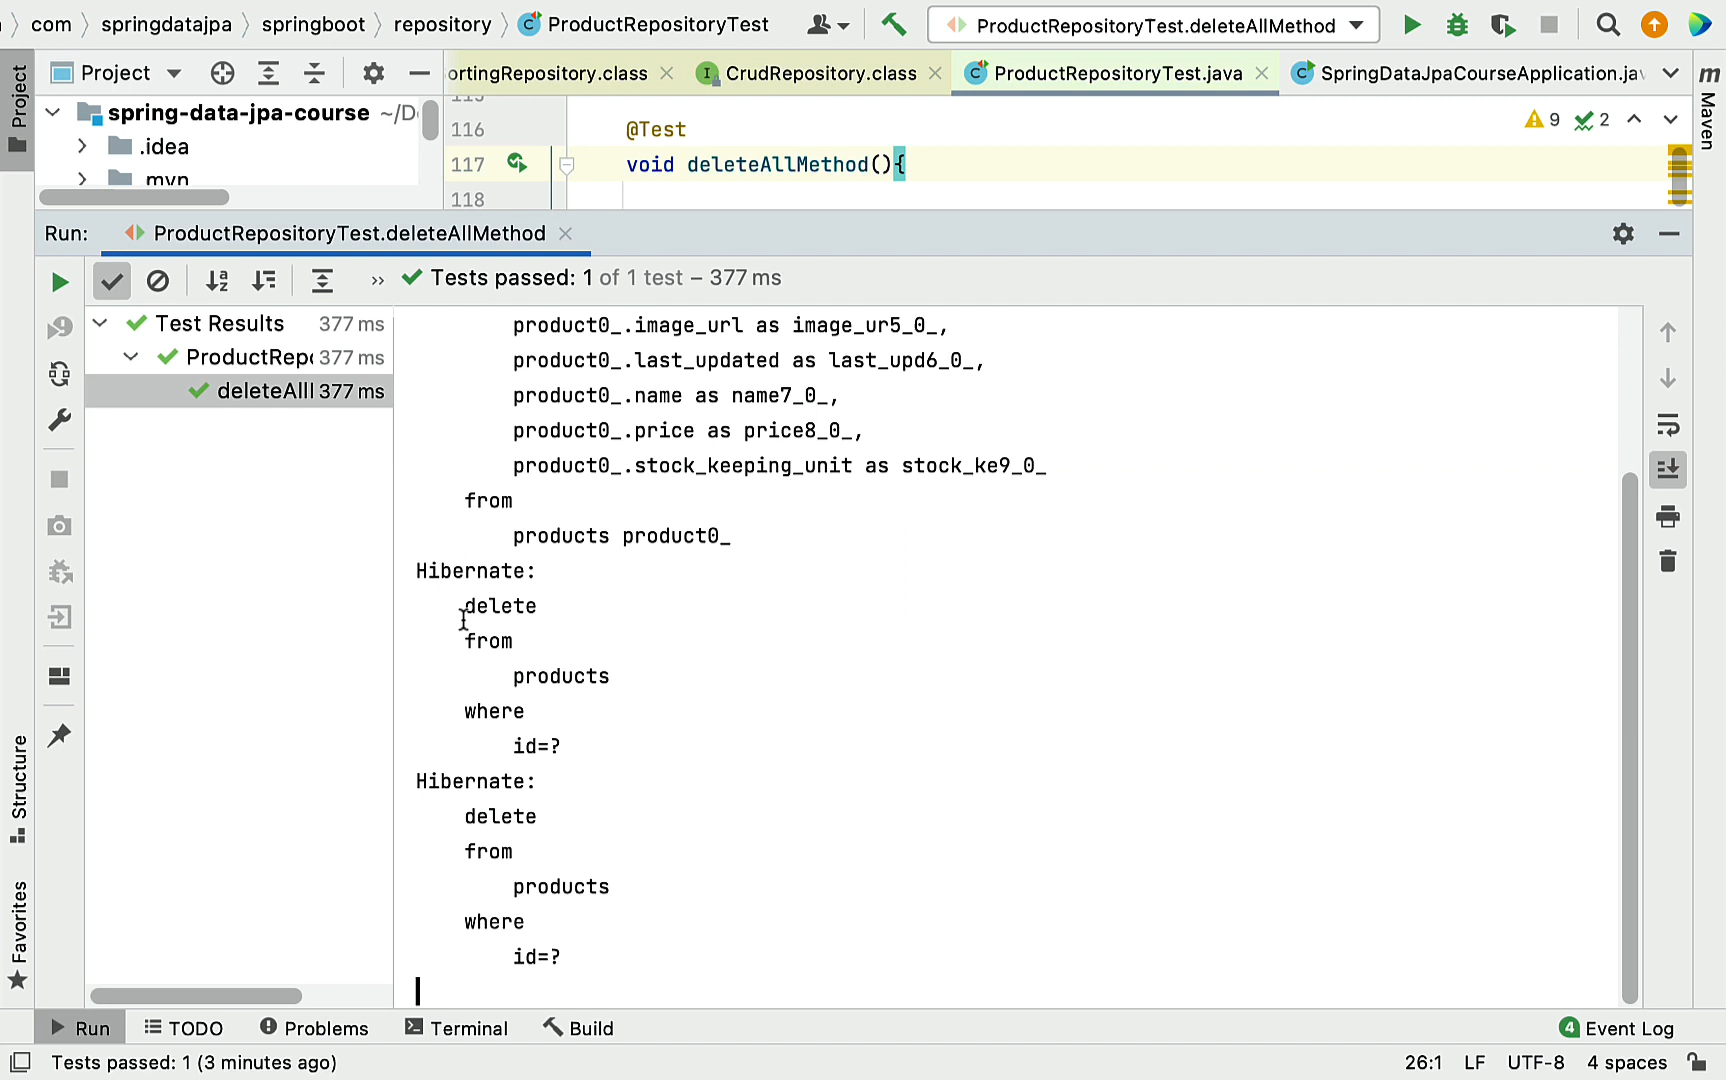 com springdatajpa springboot repository ProductRepositoryTest ProductRepositoryTest.deleteAllMethod
Project ortingRepository.class CrudRepository.class ProductRepositoryTest.java SpringDataJpaCourseApplication.ja
Project
Maven
spring-data-jpa-course ~/D
.idea
mvn
115
116 @Test
9 2
117 void deleteAllMethod(){
118
Run: ProductRepositoryTest.deleteAllMethod
Tests passed: 1 of 1 test – 377 ms
Test Results 377 ms
ProductRep 377 ms
deleteAll 377 ms
product0_.image_url as image_ur5_0_,
product0_.last_updated as last_upd6_0_,
product0_.name as name7_0_,
product0_.price as price8_0_,
product0_.stock_keeping_unit as stock_ke9_0_
from
products product0_
Hibernate:
delete
from
products
where
id=?
Hibernate:
delete
from
products
where
id=?
Structure
Favorites
Run TODO Problems Terminal Build 4 Event Log
Tests passed: 1 (3 minutes ago) 26:1 LF UTF-8 4 spaces